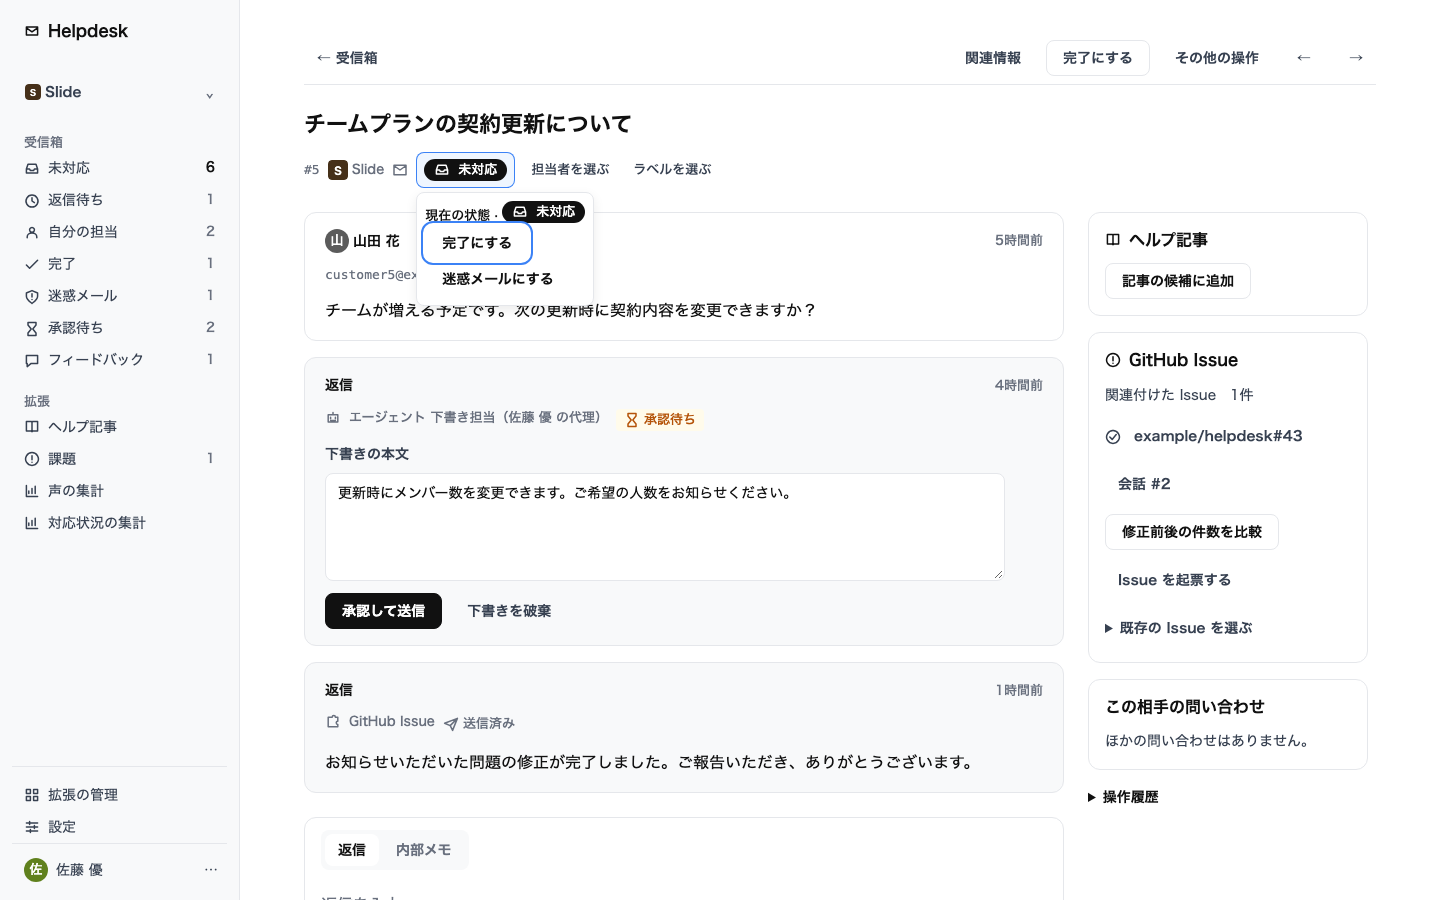 Helpdesk
S Slide
受信箱
未対応 6
返信待ち 1
自分の担当 2
完了 1
迷惑メール 1
承認待ち 2
フィードバック 1
拡張
ヘルプ記事
課題 1
声の集計
対応状況の集計
拡張の管理
設定
佐 佐藤 優 …
← 受信箱 関連情報 完了にする その他の操作 ← →
チームプランの契約更新について
#5 S Slide 未対応 担当者を選ぶ ラベルを選ぶ
現在の状態 · 未対応
完了にする
迷惑メールにする
山 山田 花 5時間前
customer5@ex
チームが増える予定です。次の更新時に契約内容を変更できますか？
返信 4時間前
エージェント 下書き担当（佐藤 優 の代理） 承認待ち
下書きの本文
更新時にメンバー数を変更できます。ご希望の人数をお知らせください。
承認して送信 下書きを破棄
返信 1時間前
GitHub Issue 送信済み
お知らせいただいた問題の修正が完了しました。ご報告いただき、ありがとうございます。
返信 内部メモ
ヘルプ記事
記事の候補に追加
GitHub Issue
関連付けた Issue 1件
example/helpdesk#43
会話 #2
修正前後の件数を比較
Issue を起票する
▶ 既存の Issue を選ぶ
この相手の問い合わせ
ほかの問い合わせはありません。
▶ 操作履歴